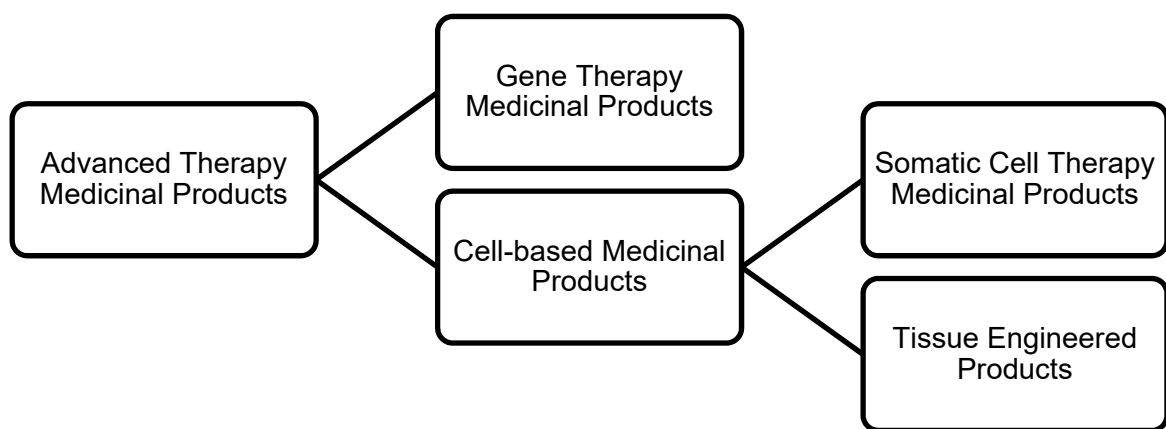 Advanced Therapy
Medicinal Products
Gene Therapy
Medicinal Products
Cell-based Medicinal
Products
Somatic Cell Therapy
Medicinal Products
Tissue Engineered
Products